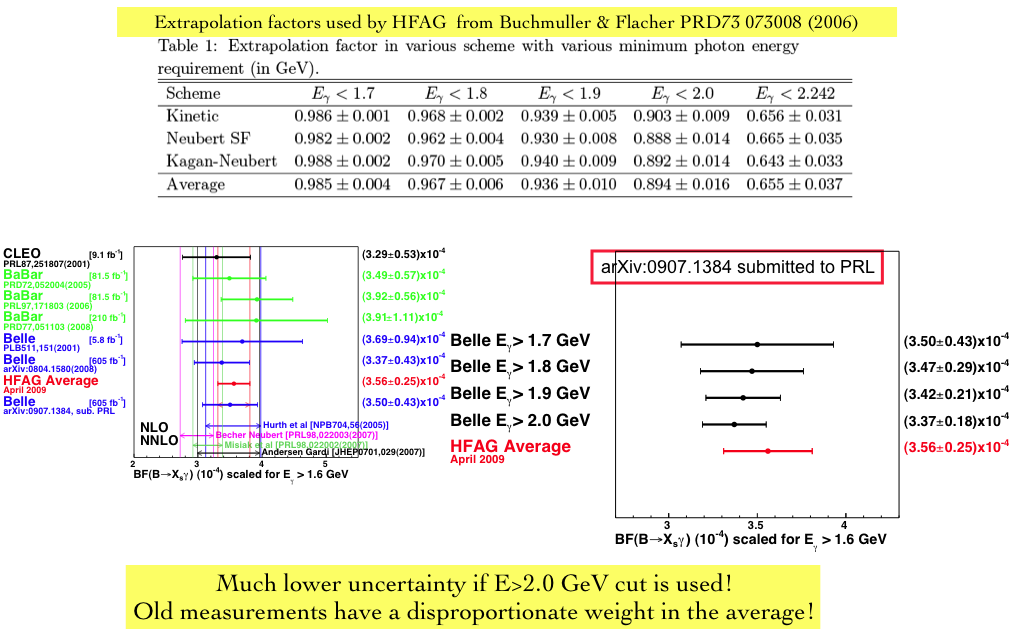 Extrapolation factors used by HFAG from Buchmuller & Flacher PRD73 073008 (2006)
Table 1: Extrapolation factor in various scheme with various minimum photon energy
requirement (in GeV).
Scheme Eγ < 1.7 Eγ < 1.8 Eγ < 1.9 Eγ < 2.0 Eγ < 2.242
Kinetic 0.986 ± 0.001 0.968 ± 0.002 0.939 ± 0.005 0.903 ± 0.009 0.656 ± 0.031
Neubert SF 0.982 ± 0.002 0.962 ± 0.004 0.930 ± 0.008 0.888 ± 0.014 0.665 ± 0.035
Kagan-Neubert 0.988 ± 0.002 0.970 ± 0.005 0.940 ± 0.009 0.892 ± 0.014 0.643 ± 0.033
Average 0.985 ± 0.004 0.967 ± 0.006 0.936 ± 0.010 0.894 ± 0.016 0.655 ± 0.037
CLEO [9.1 fb⁻¹] (3.29±0.53)x10⁻⁴
PRL87,251807(2001)
BaBar [81.5 fb⁻¹] (3.49±0.57)x10⁻⁴
PRD72,052004(2005)
BaBar [81.5 fb⁻¹] (3.92±0.56)x10⁻⁴
PRL97,171803 (2006)
BaBar [210 fb⁻¹] (3.91±1.11)x10⁻⁴
PRD77,051103 (2008)
Belle [5.8 fb⁻¹] (3.69±0.94)x10⁻⁴
PLB511,151(2001)
Belle [605 fb⁻¹] (3.37±0.43)x10⁻⁴
arXiv:0804.1580(2008)
HFAG Average (3.56±0.25)x10⁻⁴
April 2009
Belle [605 fb⁻¹] (3.50±0.43)x10⁻⁴
arXiv:0907.1384, sub. PRL
NLO Hurth et al [NPB704,56(2005)]
NNLO Becher Neubert [PRL98,022003(2007)]
Misiak et al [PRL98,022002(2007)]
Andersen Gardi [JHEP0701,029(2007)]
2 3 4 5
BF(B→Xsγ) (10⁻⁴) scaled for Eγ > 1.6 GeV
arXiv:0907.1384 submitted to PRL
Belle Eγ > 1.7 GeV (3.50±0.43)x10⁻⁴
Belle Eγ > 1.8 GeV (3.47±0.29)x10⁻⁴
Belle Eγ > 1.9 GeV (3.42±0.21)x10⁻⁴
Belle Eγ > 2.0 GeV (3.37±0.18)x10⁻⁴
HFAG Average (3.56±0.25)x10⁻⁴
April 2009
3 3.5 4
BF(B→Xsγ) (10⁻⁴) scaled for Eγ > 1.6 GeV
Much lower uncertainty if E>2.0 GeV cut is used!
Old measurements have a disproportionate weight in the average!